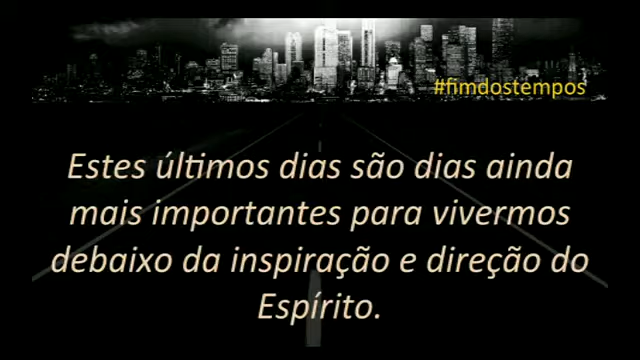 #fimdostempos
Estes últimos dias são dias ainda
mais importantes para vivermos
debaixo da inspiração e direção do
Espírito.